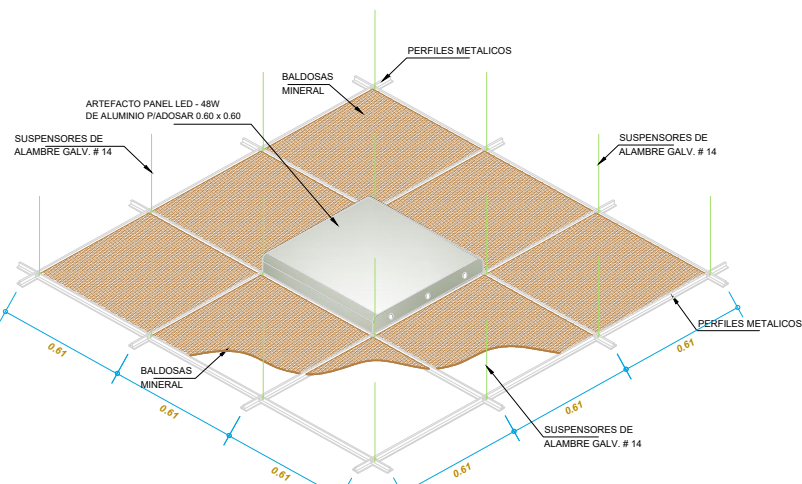 PERFILES METALICOS
BALDOSAS
MINERAL
ARTEFACTO PANEL LED - 48W
DE ALUMINIO P/ADOSAR 0.60 x 0.60
SUSPENSORES DE
ALAMBRE GALV. # 14
SUSPENSORES DE
ALAMBRE GALV. # 14
PERFILES METALICOS
0.61
0.61
BALDOSAS
MINERAL
0.61
0.61
SUSPENSORES DE
ALAMBRE GALV. # 14
0.61
0.61